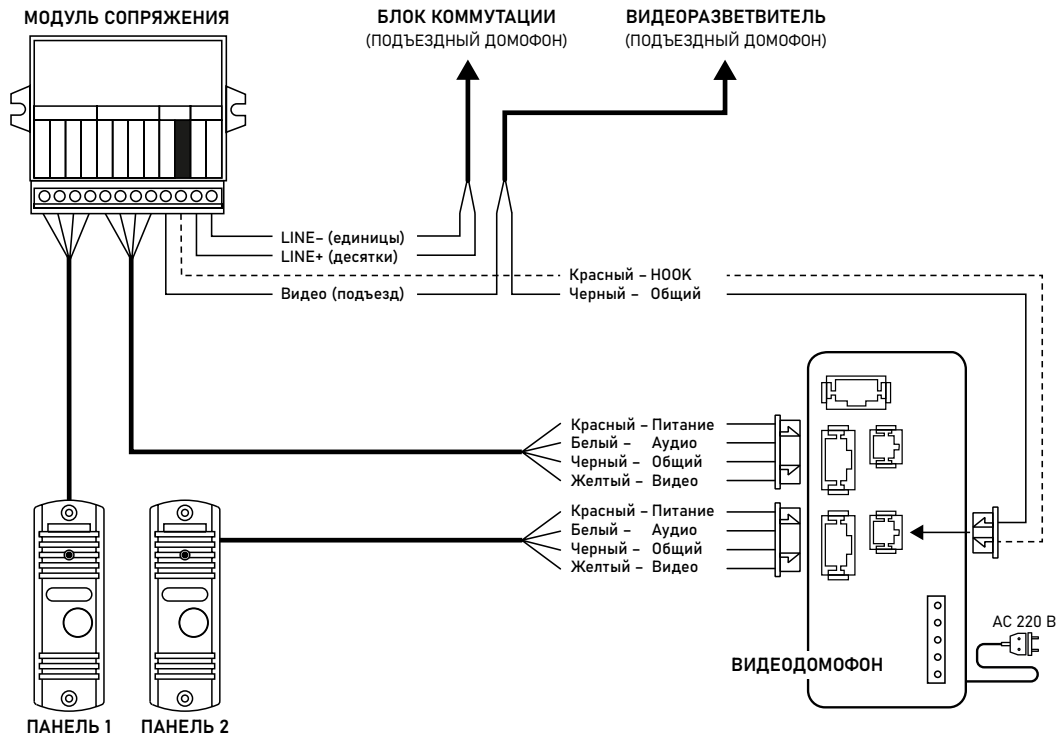 МОДУЛЬ СОПРЯЖЕНИЯ
БЛОК КОММУТАЦИИ
(ПОДЪЕЗДНЫЙ ДОМОФОН)
ВИДЕОРАЗВЕТВИТЕЛЬ
(ПОДЪЕЗДНЫЙ ДОМОФОН)
LINE– (единицы)
LINE+ (десятки)
Видео (подъезд)
Красный – HOOK
Черный – Общий
Красный – Питание
Белый – Аудио
Черный – Общий
Желтый – Видео
Красный – Питание
Белый – Аудио
Черный – Общий
Желтый – Видео
AC 220 В
ВИДЕОДОМОФОН
ПАНЕЛЬ 1
ПАНЕЛЬ 2